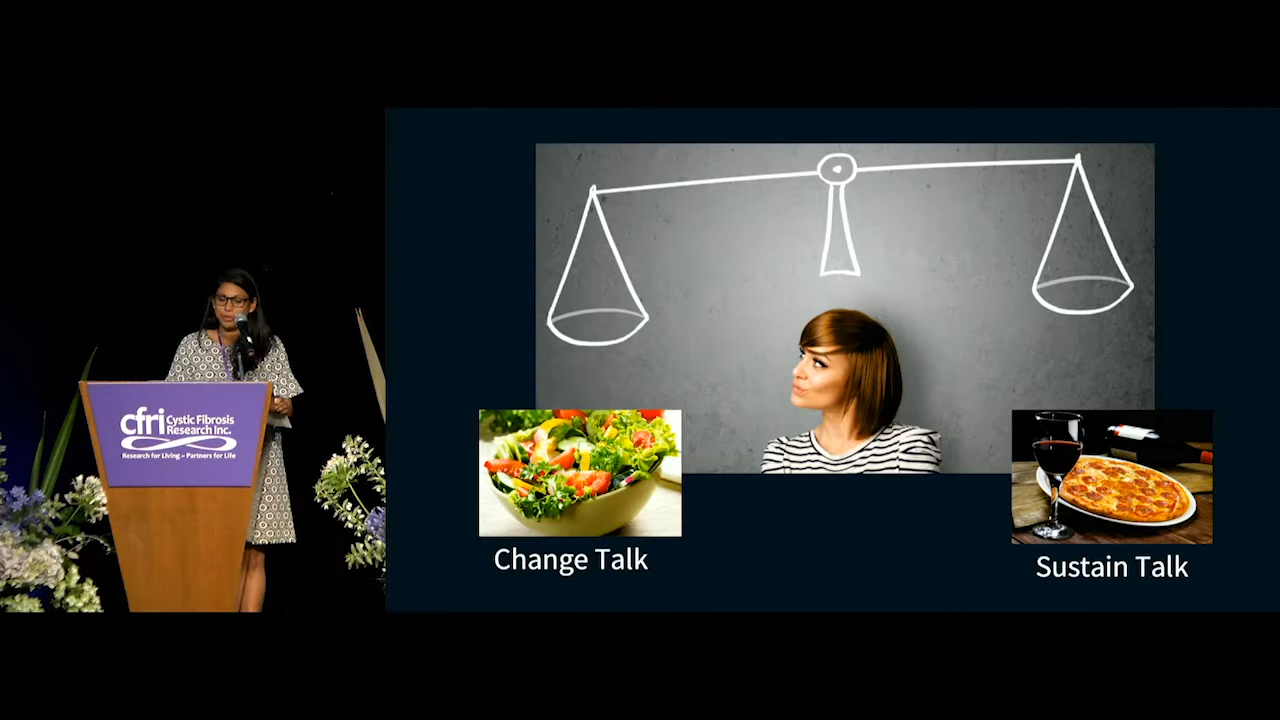 cfri Cystic Fibrosis
Research Inc.
Research for Living ~ Partners for Life
Change Talk
Sustain Talk